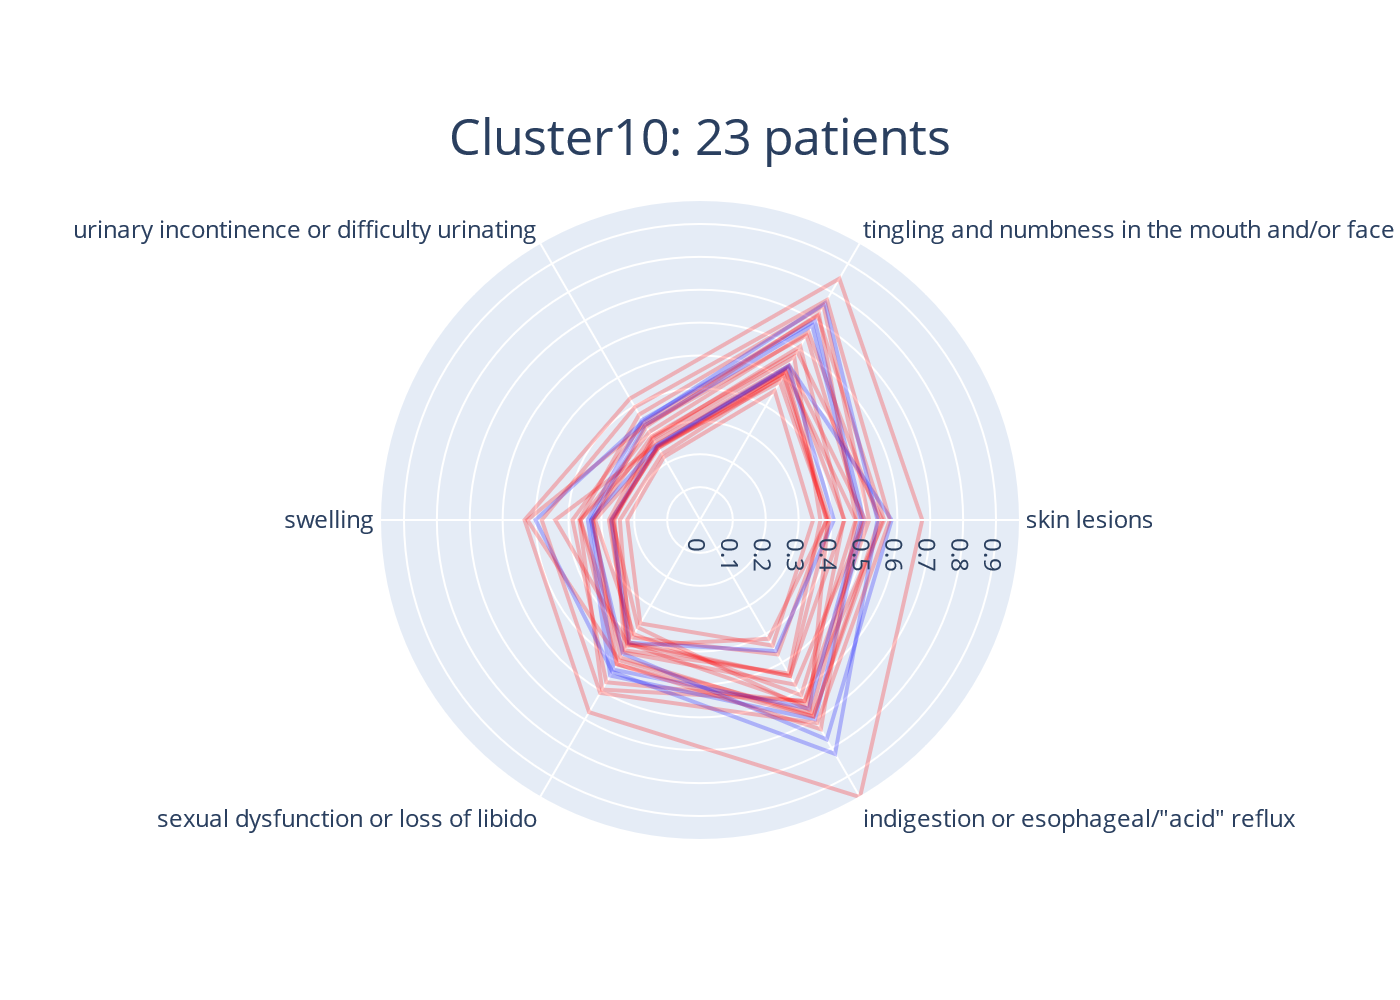 Cluster10: 23 patients
urinary incontinence or difficulty urinating
tingling and numbness in the mouth and/or face
swelling
skin lesions
0
0.1
0.2
0.3
0.4
0.5
0.6
0.7
0.8
0.9
sexual dysfunction or loss of libido
indigestion or esophageal/"acid" reflux